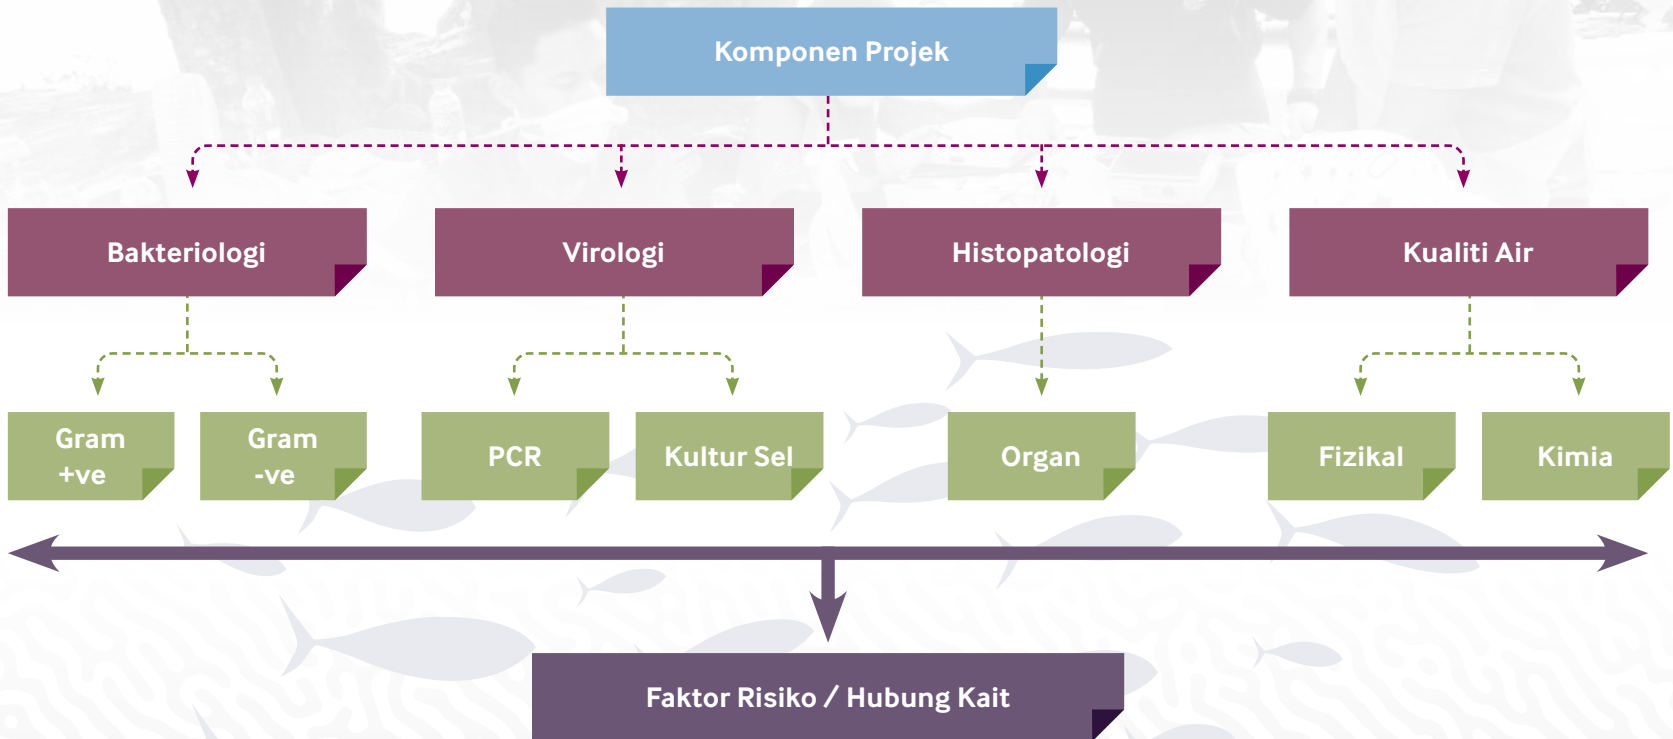 Komponen Projek
Bakteriologi
Virologi
Histopatologi
Kualiti Air
Gram
+ve
Gram
-ve
PCR
Kultur Sel
Organ
Fizikal
Kimia
Faktor Risiko / Hubung Kait